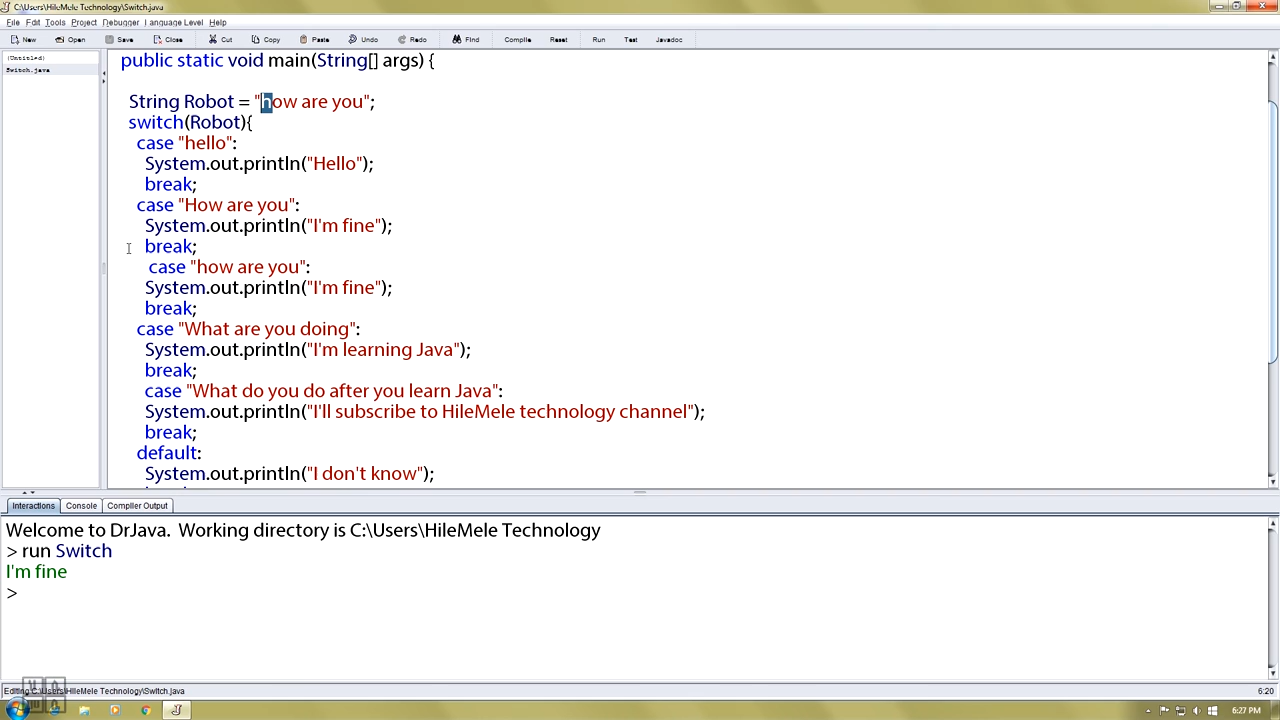 C:\Users\HileMele Technology\Switch.java
File Edit Tools Project Debugger Language Level Help
New Open Save Close Cut Copy Paste Undo Redo Find Compile Reset Run Test Javadoc
(Untitled)
Switch.java
public static void main(String[] args) {
String Robot = "how are you";
switch(Robot){
case "hello":
System.out.println("Hello");
break;
case "How are you":
System.out.println("I'm fine");
break;
case "how are you":
System.out.println("I'm fine");
break;
case "What are you doing":
System.out.println("I'm learning Java");
break;
case "What do you do after you learn Java":
System.out.println("I'll subscribe to HileMele technology channel");
break;
default:
System.out.println("I don't know");
Interactions Console Compiler Output
Welcome to DrJava. Working directory is C:\Users\HileMele Technology
> run Switch
I'm fine
>
Editing C:\Users\HileMele Technology\Switch.java 6:20
6:27 PM